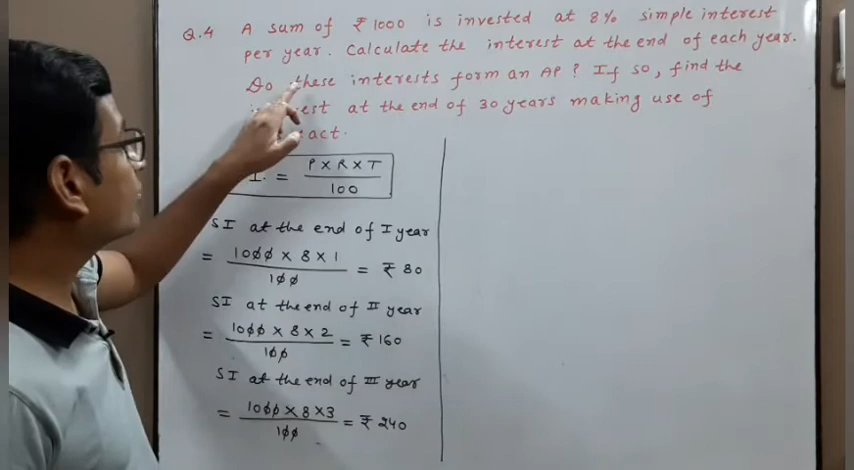 Q.4 A sum of ₹ 1000 is invested at 8% simple interest
per year. Calculate the interest at the end of each year.
Do these interests form an AP? If so, find the
at the end of 30 years making use of
I. = P×R×T / 100
SI at the end of I year
= 1000 × 8 × 1 / 100 = ₹ 80
SI at the end of II year
= 1000 × 8 × 2 / 100 = ₹ 160
SI at the end of III year
= 1000 × 8 × 3 / 100 = ₹ 240